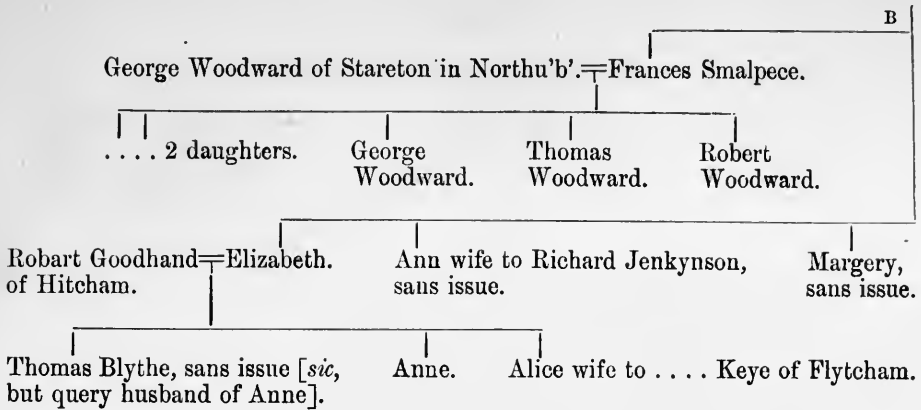 B
George Woodward of Stareton in Northu'b'.=Frances Smalpece.
.... 2 daughters. George Woodward. Thomas Woodward. Robert Woodward.
Robart Goodhand=Elizabeth. Ann wife to Richard Jenkynson, Margery,
of Hitcham. sans issue. sans issue.
Thomas Blythe, sans issue [sic, Anne. Alice wife to .... Keye of Flytcham.
but query husband of Anne].